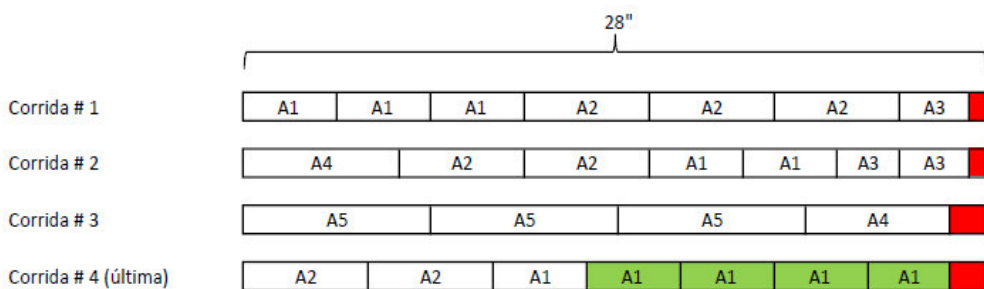 28"
Corrida # 1 A1 A1 A1 A2 A2 A2 A3
Corrida # 2 A4 A2 A2 A1 A1 A3 A3
Corrida # 3 A5 A5 A5 A4
Corrida # 4 (última) A2 A2 A1 A1 A1 A1 A1